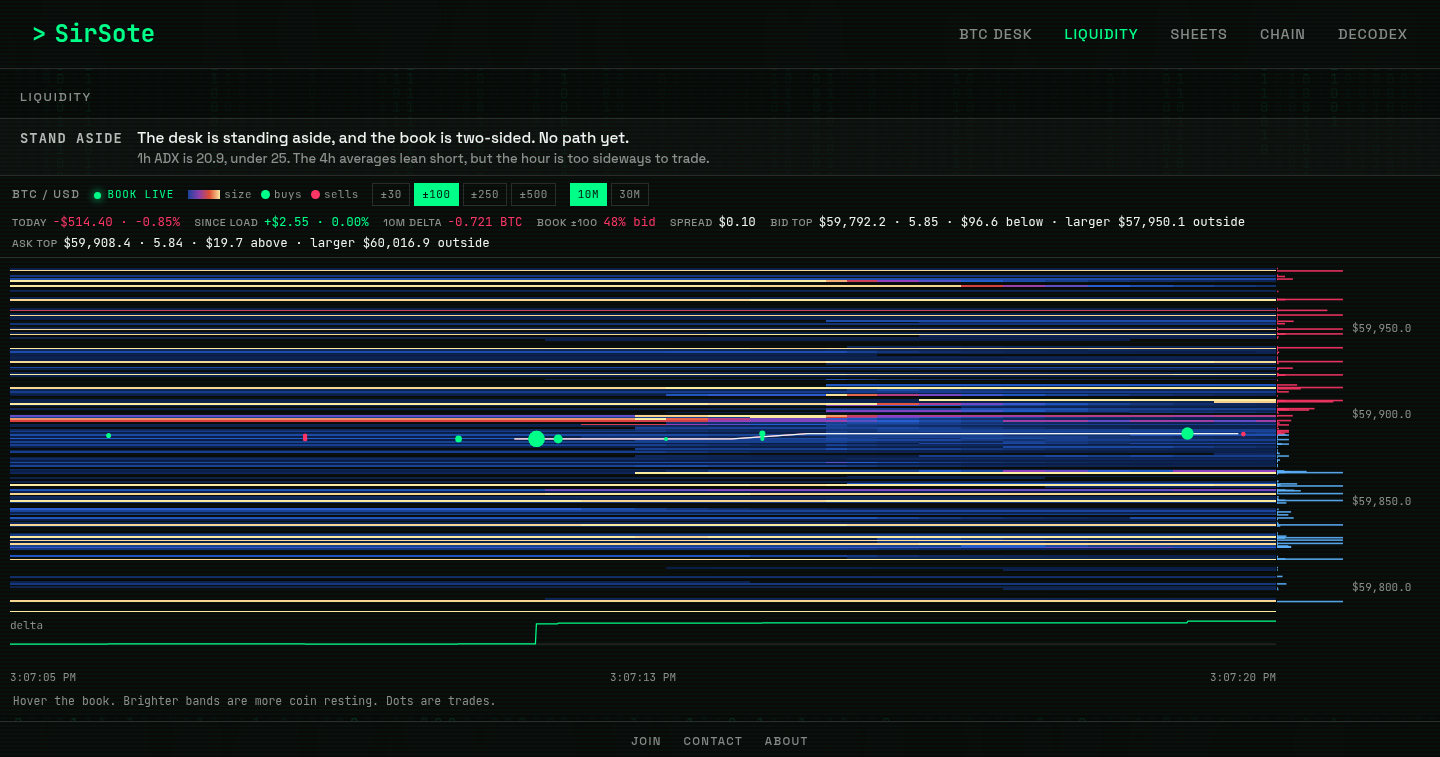 > SirSote
BTC DESK LIQUIDITY SHEETS CHAIN DECODEX
LIQUIDITY
STAND ASIDE The desk is standing aside, and the book is two-sided. No path yet.
1h ADX is 20.9, under 25. The 4h averages lean short, but the hour is too sideways to trade.
BTC / USD BOOK LIVE size buys sells ±30 ±100 ±250 ±500 10M 30M
TODAY -$514.40 · -0.85% SINCE LOAD +$2.55 · 0.00% 10M DELTA -0.721 BTC BOOK ±100 48% bid SPREAD $0.10 BID TOP $59,792.2 · 5.85 · $96.6 below · larger $57,950.1 outside
ASK TOP $59,908.4 · 5.84 · $19.7 above · larger $60,016.9 outside
$59,950.0
$59,900.0
$59,850.0
$59,800.0
delta
3:07:05 PM 3:07:13 PM 3:07:20 PM
Hover the book. Brighter bands are more coin resting. Dots are trades.
JOIN CONTACT ABOUT